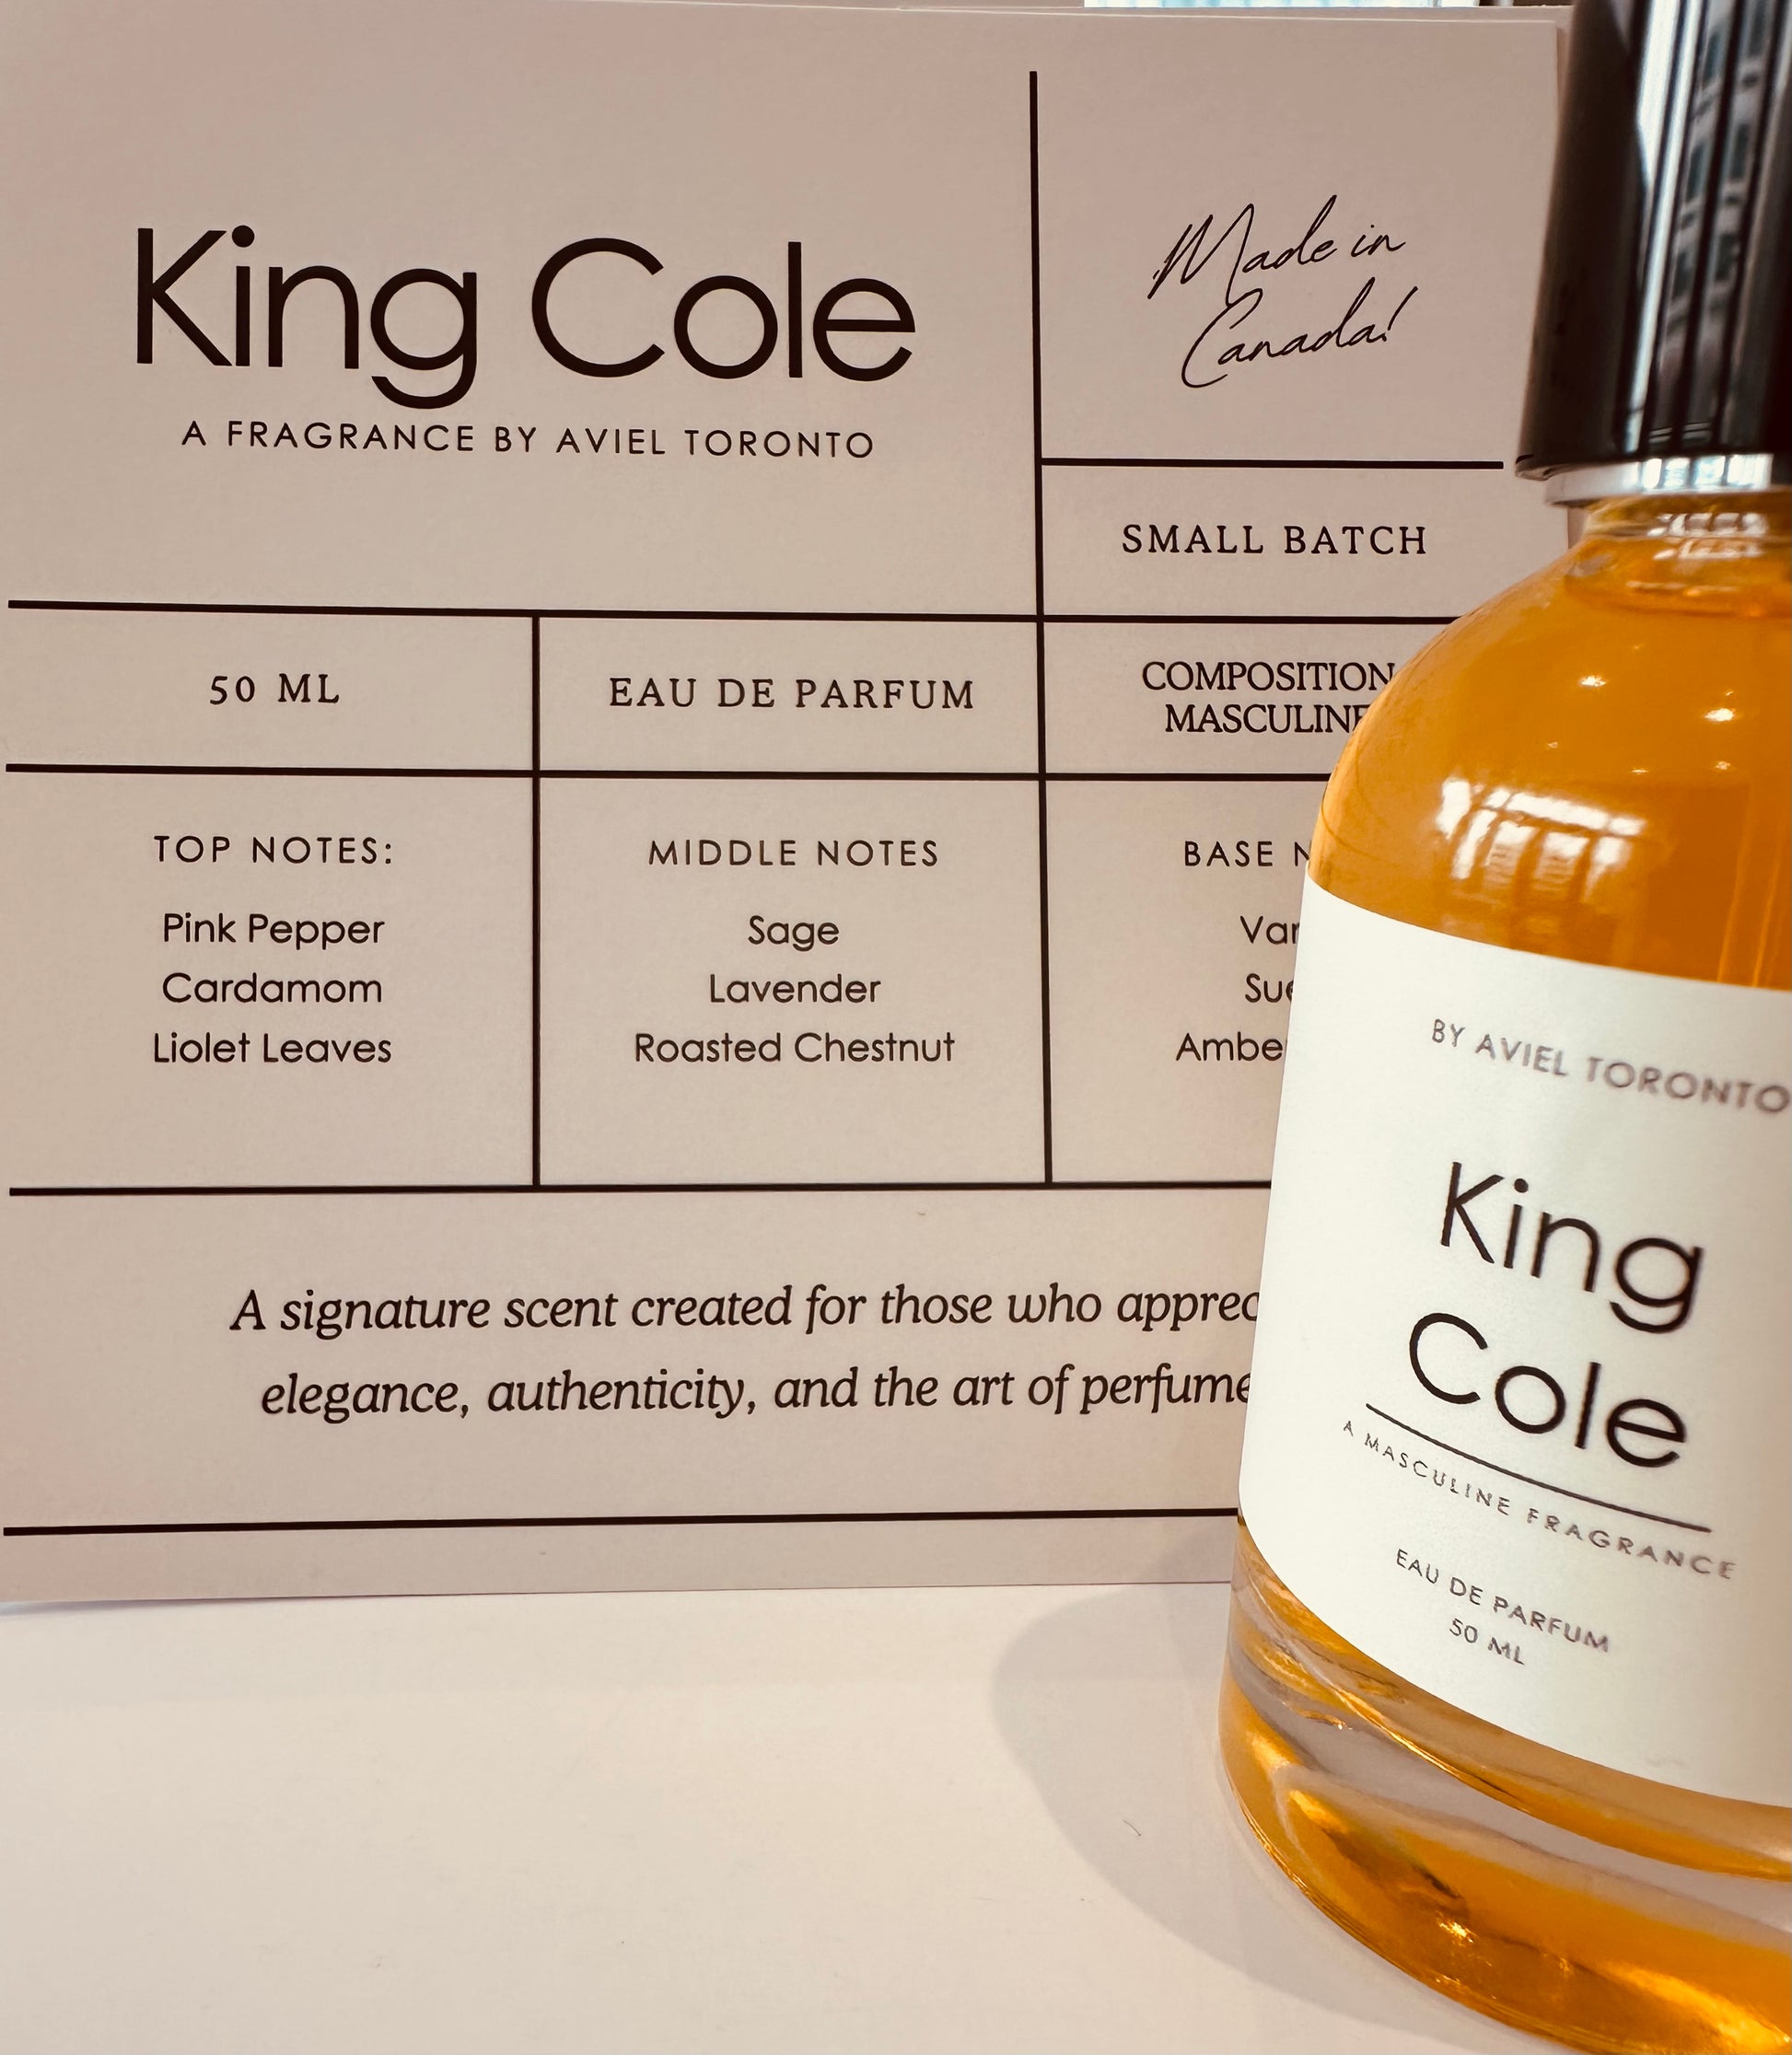 King Cole
A FRAGRANCE BY AVIEL TORONTO
Made in
Canada!
SMALL BATCH
50 ML
EAU DE PARFUM
COMPOSITION
MASCULINE
TOP NOTES:
Pink Pepper
Cardamom
Liolet Leaves
MIDDLE NOTES
Sage
Lavender
Roasted Chestnut
BASE
A signature scent created for those who
elegance, authenticity, and the art of
BY AVIEL TORONTO
King
Cole
A MASCULINE FRAGRANCE
EAU DE PARFUM
50 ML